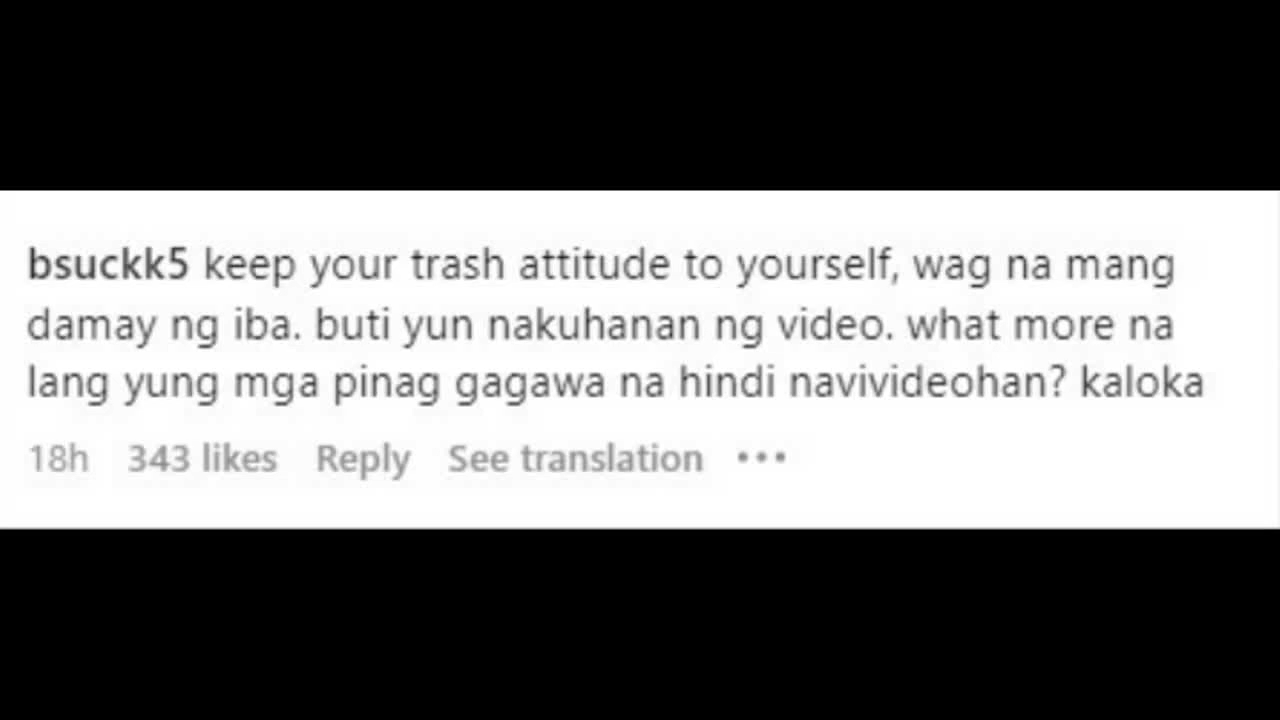 bsuckk5 keep your trash attitude to yourself, wag na mang
damay ng iba. buti yun nakuhanan ng video. what more na
lang yung mga pinag gagawa na hindi navivideohan? kaloka
18h 343 likes Reply See translation •••